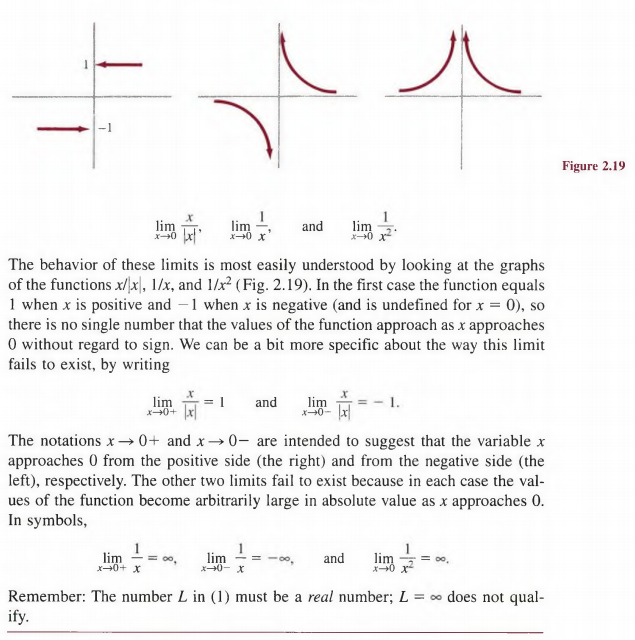 1
−1
Figure 2.19
lim x→0 x/|x|, lim x→0 1/x, and lim x→0 1/x².
The behavior of these limits is most easily understood by looking at the graphs
of the functions x/|x|, 1/x, and 1/x² (Fig. 2.19). In the first case the function equals
1 when x is positive and −1 when x is negative (and is undefined for x = 0), so
there is no single number that the values of the function approach as x approaches
0 without regard to sign. We can be a bit more specific about the way this limit
fails to exist, by writing
lim x→0+ x/|x| = 1 and lim x→0− x/|x| = − 1.
The notations x → 0+ and x → 0− are intended to suggest that the variable x
approaches 0 from the positive side (the right) and from the negative side (the
left), respectively. The other two limits fail to exist because in each case the val-
ues of the function become arbitrarily large in absolute value as x approaches 0.
In symbols,
lim x→0+ 1/x = ∞, lim x→0− 1/x = −∞, and lim x→0 1/x² = ∞.
Remember: The number L in (1) must be a real number; L = ∞ does not qual-
ify.